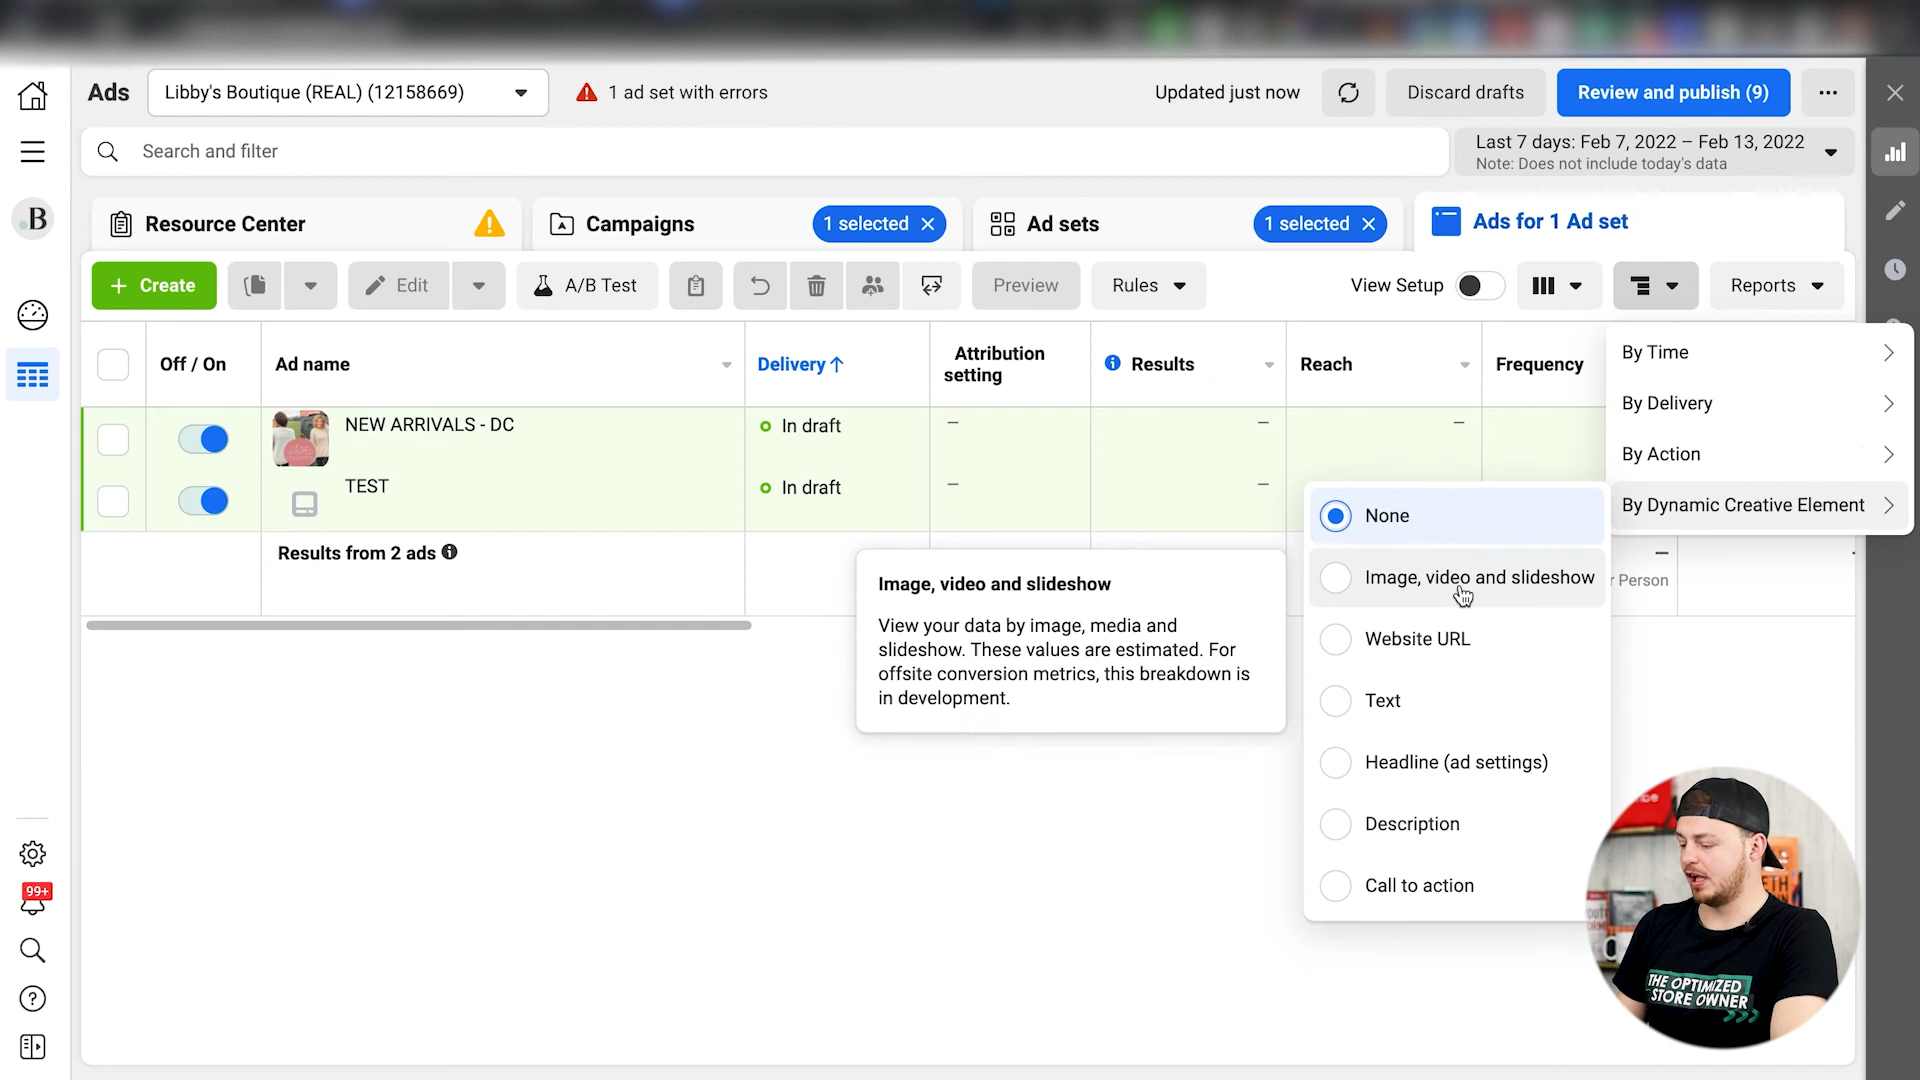 Ads
Libby's Boutique (REAL) (12158669)
1 ad set with errors
Updated just now
Discard drafts
Review and publish (9)
Search and filter
Last 7 days: Feb 7, 2022 – Feb 13, 2022
Note: Does not include today's data
.B
Resource Center
Campaigns
1 selected
Ad sets
1 selected
Ads for 1 Ad set
+ Create
Edit
A/B Test
Preview
Rules
View Setup
Reports
Off / On
Ad name
Delivery ↑
Attribution
setting
Results
Reach
Frequency
By Time
By Delivery
By Action
By Dynamic Creative Element
NEW ARRIVALS - DC
In draft
—
—
—
TEST
In draft
—
—
Results from 2 ads
—
r Person
None
Image, video and slideshow
Website URL
Text
Headline (ad settings)
Description
Call to action
Image, video and slideshow
View your data by image, media and
slideshow. These values are estimated. For
offsite conversion metrics, this breakdown is
in development.
99+
THE OPTIMIZED
STORE OWNER